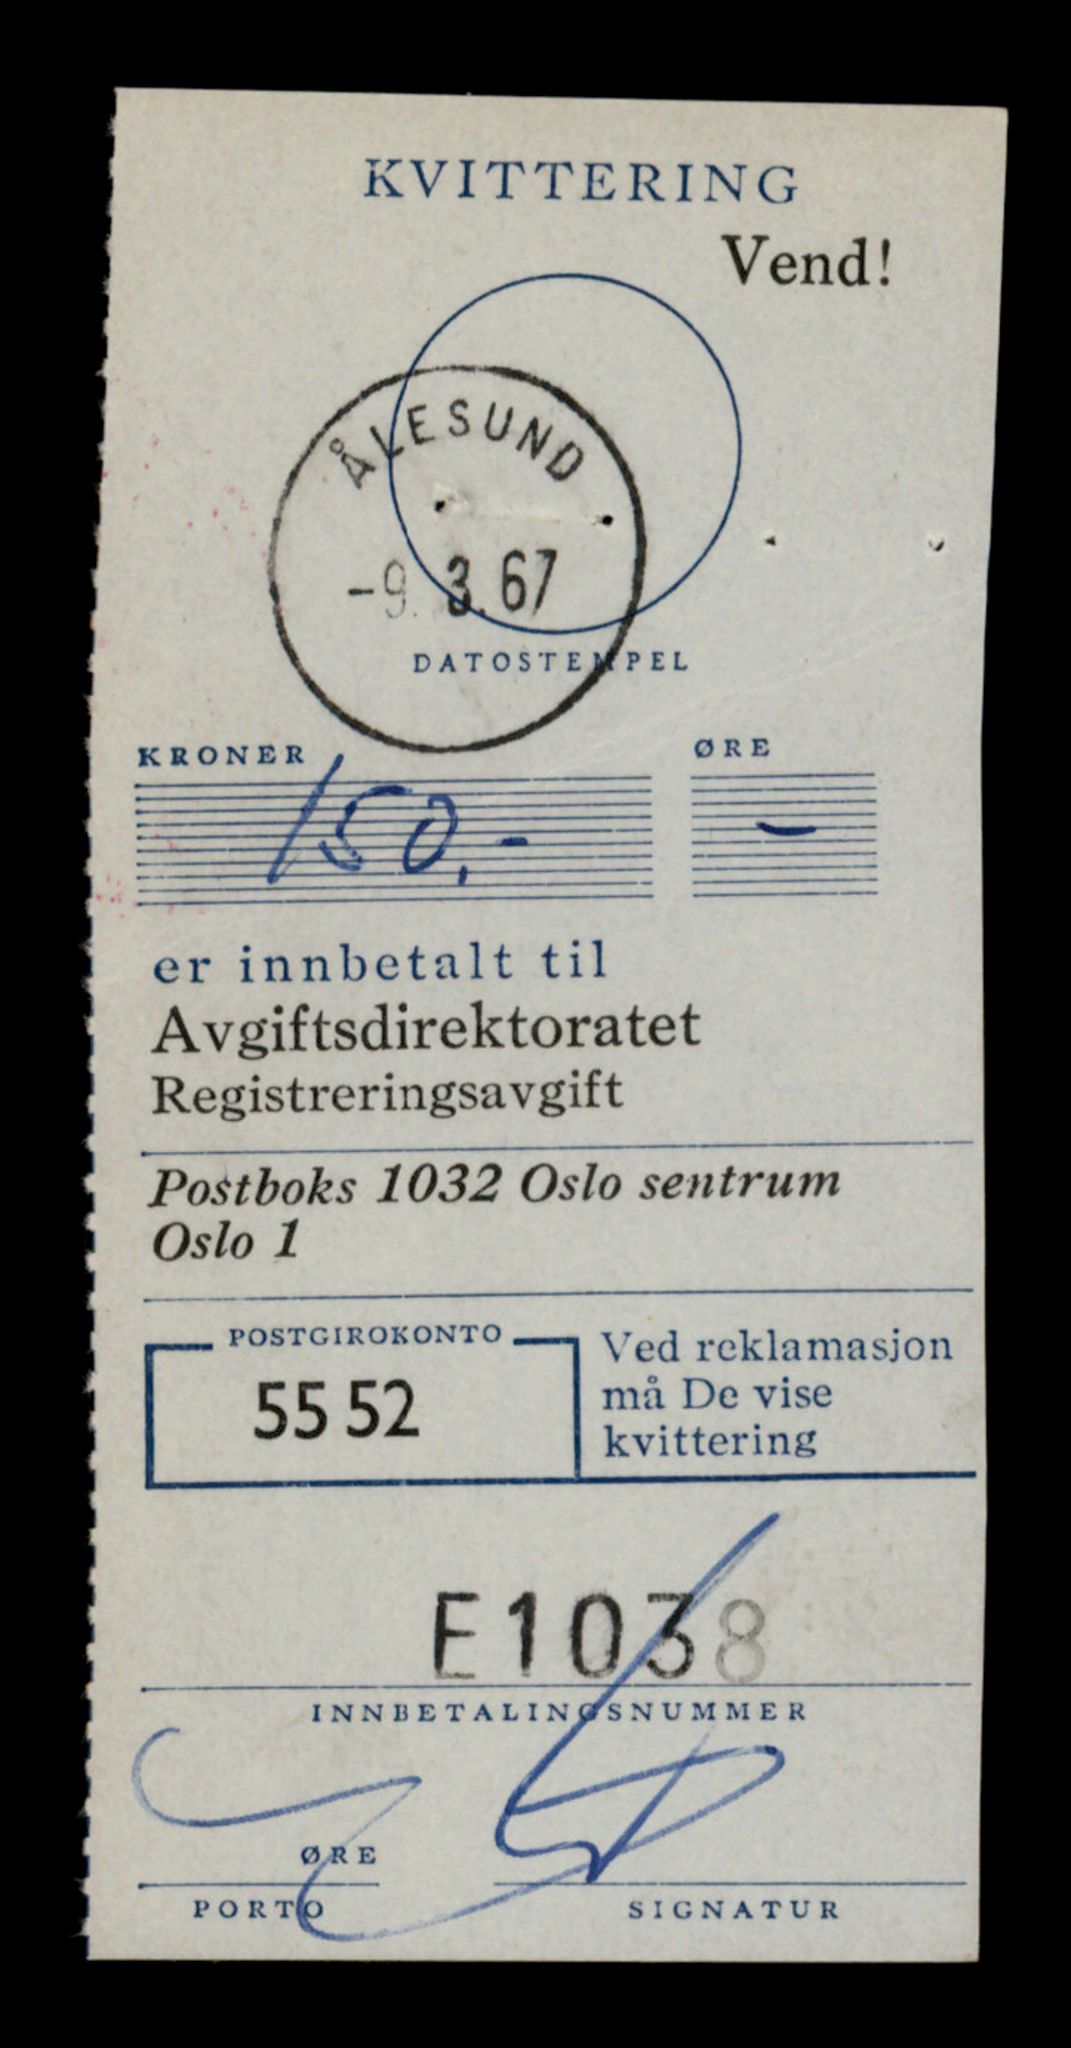 KVITTERING
Vend!
ÅLESUND
-9. 3. 67
DATOSTEMPEL
KRONER ØRE
150,- -
er innbetalt til
Avgiftsdirektoratet
Registreringsavgift
Postboks 1032 Oslo sentrum
Oslo 1
POSTGIROKONTO
55 52
Ved reklamasjon
må De vise
kvittering
E1038
INNBETALINGSNUMMER
ØRE
PORTO SIGNATUR